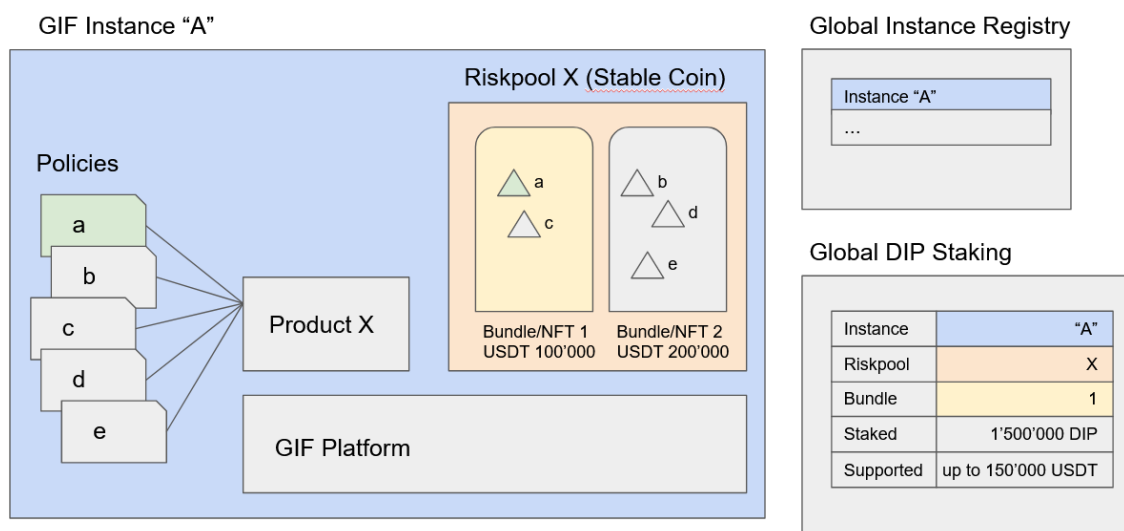 GIF Instance “A”
Riskpool X (Stable Coin)
Policies
a
b
c
d
e
Product X
a
c
b
d
e
Bundle/NFT 1
USDT 100’000
Bundle/NFT 2
USDT 200’000
GIF Platform
Global Instance Registry
Instance “A”
...
Global DIP Staking
Instance “A”
Riskpool X
Bundle 1
Staked 1’500’000 DIP
Supported up to 150’000 USDT